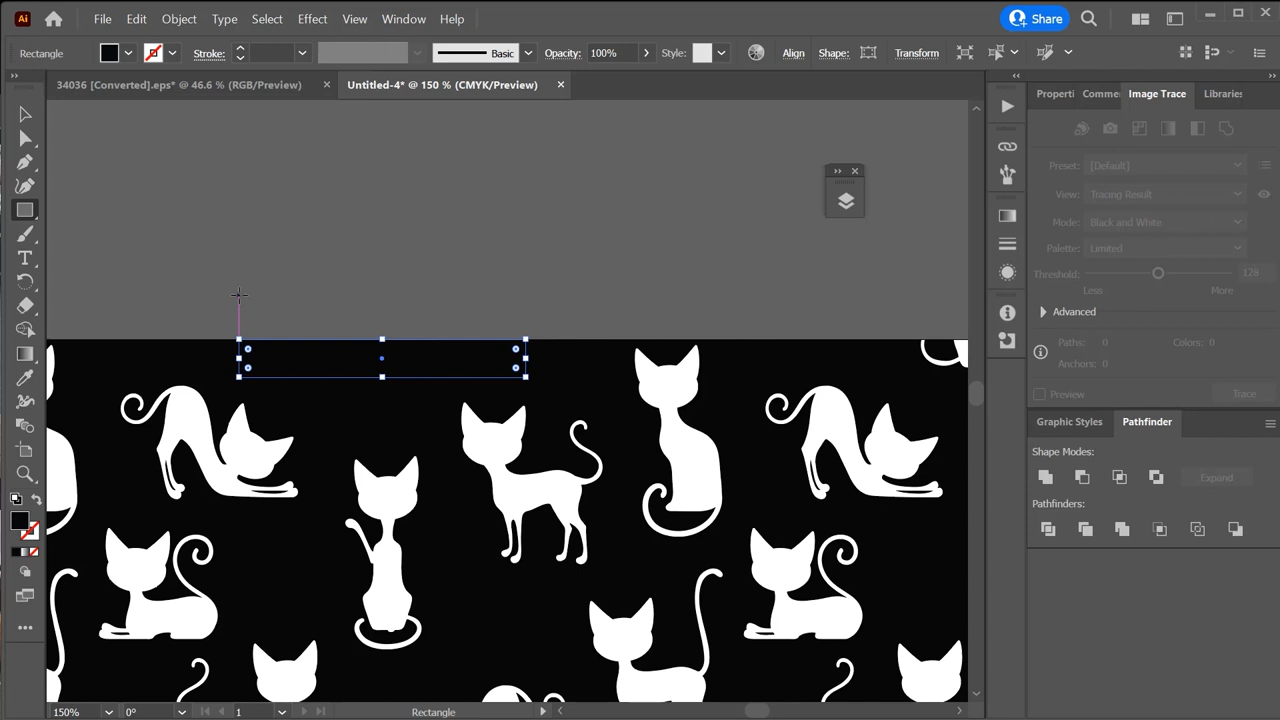 Ai File Edit Object Type Select Effect View Window Help Share
Rectangle Stroke: Basic Opacity: 100% Style: Align Shape: Transform
34036 [Converted].eps* @ 46.6 % (RGB/Preview) Untitled-4* @ 150 % (CMYK/Preview)
Properti Comme Image Trace Libraries
Preset: [Default]
View: Tracing Result
Mode: Black and White
Palette: Limited
Threshold: 128
Less More
Advanced
Paths: 0 Colors: 0
Anchors: 0
Preview Trace
Graphic Styles Pathfinder
Shape Modes:
Expand
Pathfinders:
150% 0° 1 Rectangle